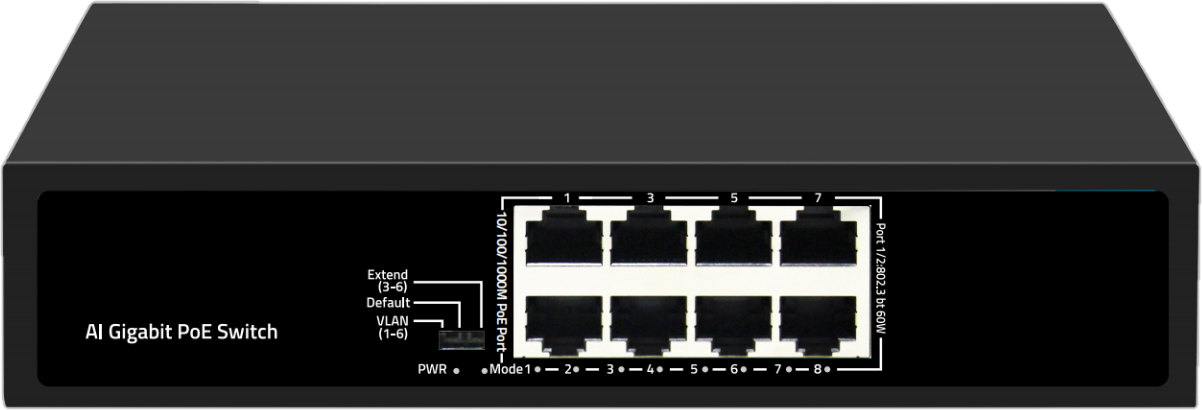 1 3 5 7
10/100/1000M PoE Port
Port 1/2:802.3 bt 60W
Extend
(3-6)
Default
VLAN
(1-6)
AI Gigabit PoE Switch
PWR
Mode 1 2 3 4 5 6 7 8